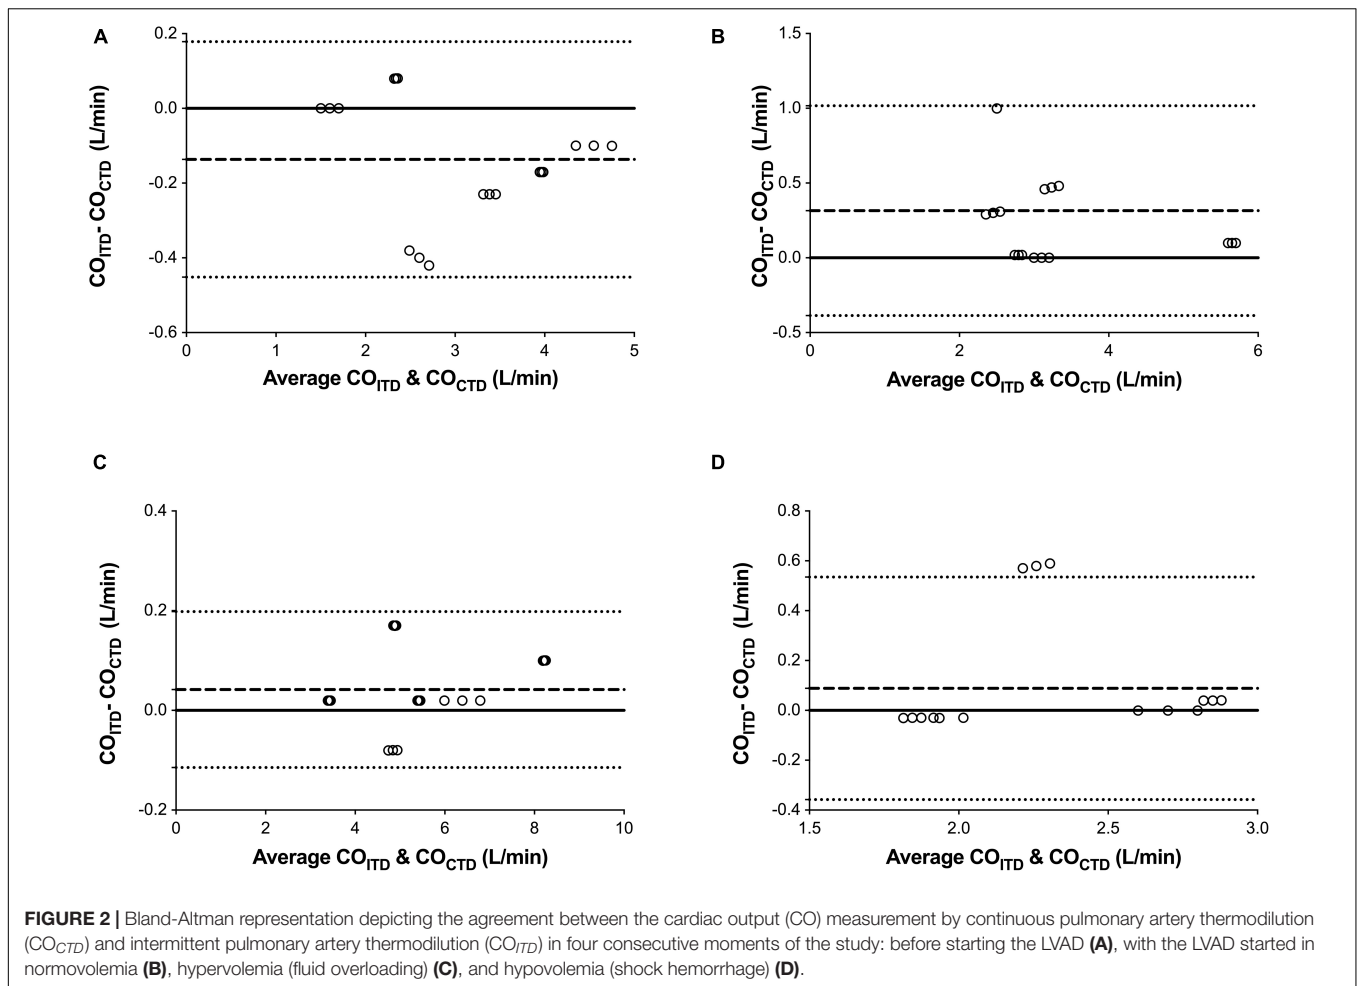 A
0.2
0.0
-0.2
-0.4
-0.6
0 1 2 3 4 5
CO_ITD- CO_CTD (L/min)
Average CO_ITD & CO_CTD (L/min)
B
1.5
1.0
0.5
0.0
-0.5
0 2 4 6
CO_ITD- CO_CTD (L/min)
Average CO_ITD & CO_CTD (L/min)
C
0.4
0.2
0.0
-0.2
0 2 4 6 8 10
CO_ITD- CO_CTD (L/min)
Average CO_ITD & CO_CTD (L/min)
D
0.8
0.6
0.4
0.2
0.0
-0.2
-0.4
1.5 2.0 2.5 3.0
CO_ITD- CO_CTD (L/min)
Average CO_ITD & CO_CTD (L/min)
FIGURE 2 | Bland-Altman representation depicting the agreement between the cardiac output (CO) measurement by continuous pulmonary artery thermodilution
(CO_CTD) and intermittent pulmonary artery thermodilution (CO_ITD) in four consecutive moments of the study: before starting the LVAD (A), with the LVAD started in
normovolemia (B), hypervolemia (fluid overloading) (C), and hypovolemia (shock hemorrhage) (D).